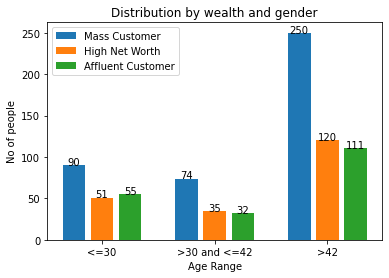 Distribution by wealth and gender
Mass Customer
High Net Worth
Affluent Customer
250
200
150
100
50
0
No of people
90
51
55
74
35
32
250
120
111
<=30
>30 and <=42
>42
Age Range